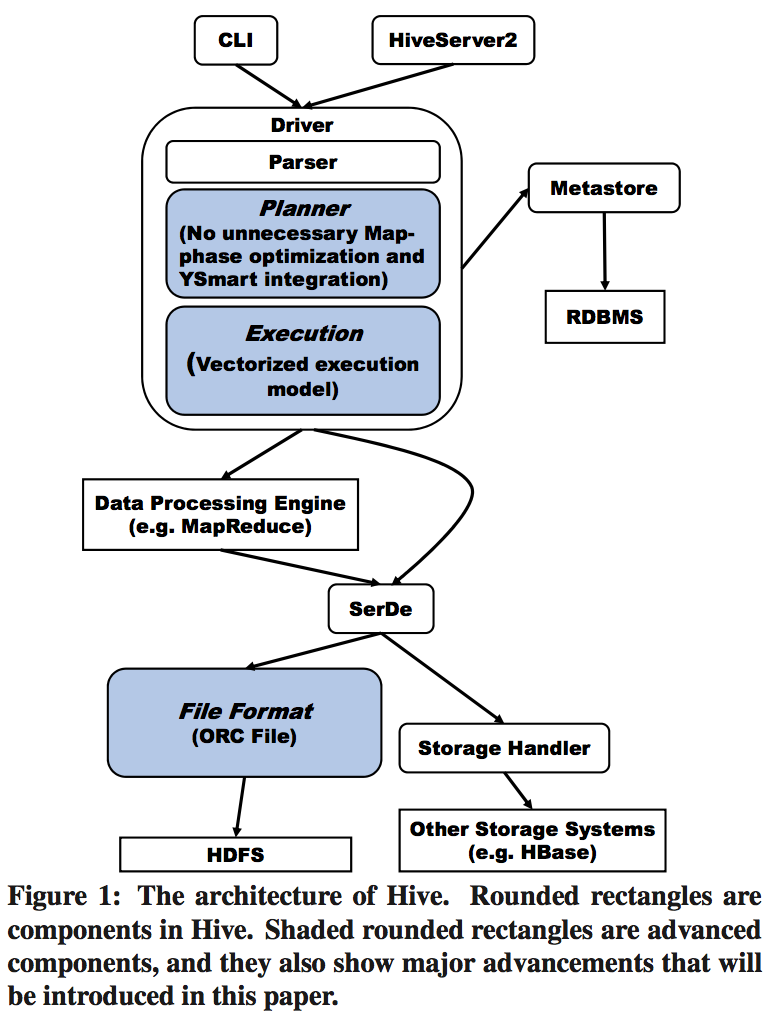 CLI
HiveServer2
Driver
Parser
Planner
(No unnecessary Map-
phase optimization and
YSmart integration)
Execution
(Vectorized execution
model)
Metastore
RDBMS
Data Processing Engine
(e.g. MapReduce)
SerDe
File Format
(ORC File)
Storage Handler
HDFS
Other Storage Systems
(e.g. HBase)
Figure 1: The architecture of Hive. Rounded rectangles are
components in Hive. Shaded rounded rectangles are advanced
components, and they also show major advancements that will
be introduced in this paper.